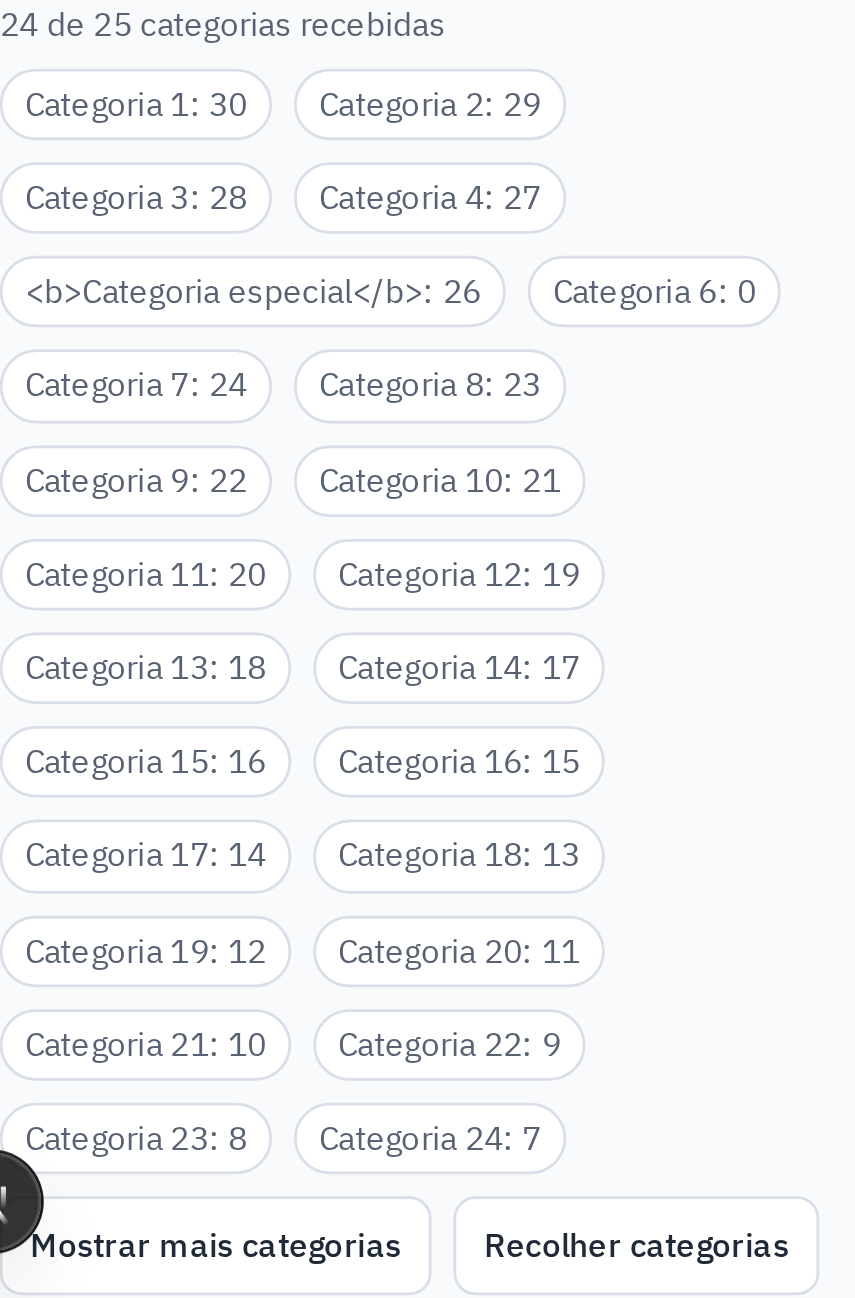 24 de 25 categorias recebidas
Categoria 1: 30 Categoria 2: 29
Categoria 3: 28 Categoria 4: 27
<b>Categoria especial</b>: 26 Categoria 6: 0
Categoria 7: 24 Categoria 8: 23
Categoria 9: 22 Categoria 10: 21
Categoria 11: 20 Categoria 12: 19
Categoria 13: 18 Categoria 14: 17
Categoria 15: 16 Categoria 16: 15
Categoria 17: 14 Categoria 18: 13
Categoria 19: 12 Categoria 20: 11
Categoria 21: 10 Categoria 22: 9
Categoria 23: 8 Categoria 24: 7
Mostrar mais categorias Recolher categorias